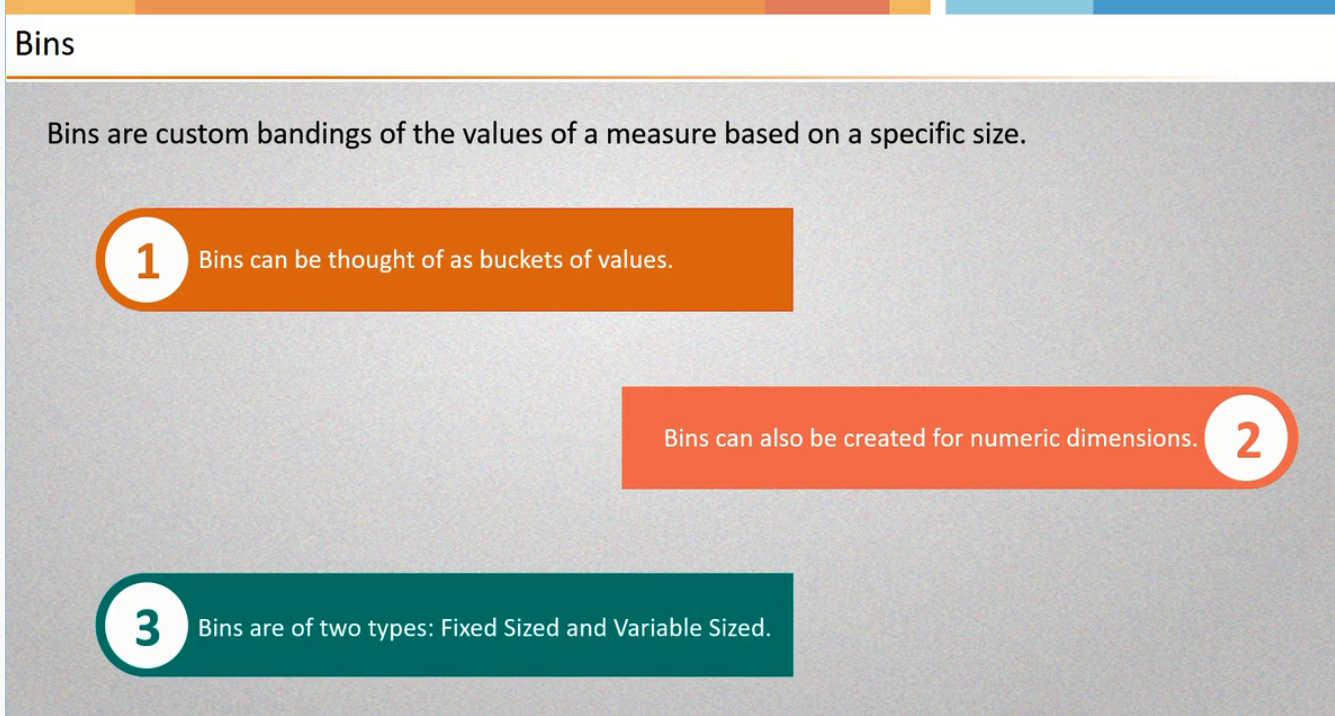 Bins
Bins are custom bandings of the values of a measure based on a specific size.
1
Bins can be thought of as buckets of values.
Bins can also be created for numeric dimensions.
2
3
Bins are of two types: Fixed Sized and Variable Sized.